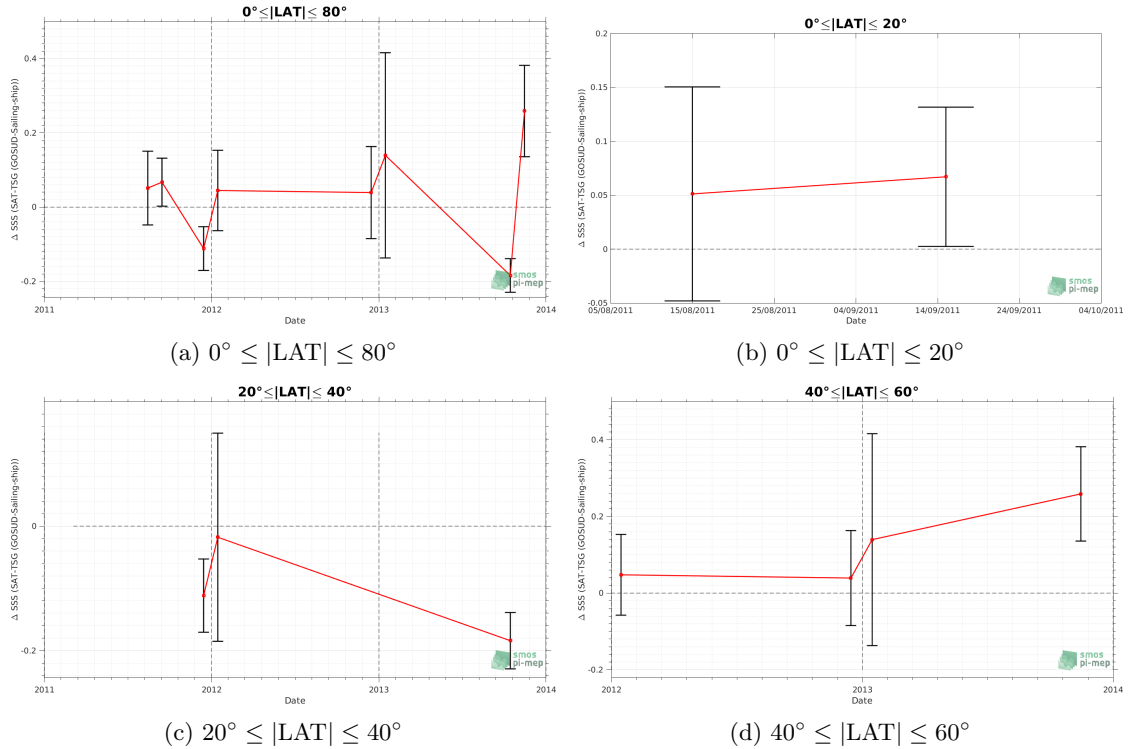 0°≤|LAT|≤ 80°
Δ SSS (SAT-TSG (GOSUD-Sailing-ship))
0.4
0.2
0
-0.2
2011
2012
2013
2014
Date
smos
pi-mep
(a) 0° ≤ |LAT| ≤ 80°
0°≤|LAT|≤ 20°
Δ SSS (SAT-TSG (GOSUD-Sailing-ship))
0.2
0.15
0.1
0.05
0
-0.05
05/08/2011
15/08/2011
25/08/2011
04/09/2011
14/09/2011
24/09/2011
04/10/2011
Date
smos
pi-mep
(b) 0° ≤ |LAT| ≤ 20°
20°≤|LAT|≤ 40°
Δ SSS (SAT-TSG (GOSUD-Sailing-ship))
0
-0.2
2011
2012
2013
2014
Date
smos
pi-mep
(c) 20° ≤ |LAT| ≤ 40°
40°≤|LAT|≤ 60°
Δ SSS (SAT-TSG (GOSUD-Sailing-ship))
0.4
0.2
0
-0.2
2012
2013
2014
Date
smos
pi-mep
(d) 40° ≤ |LAT| ≤ 60°